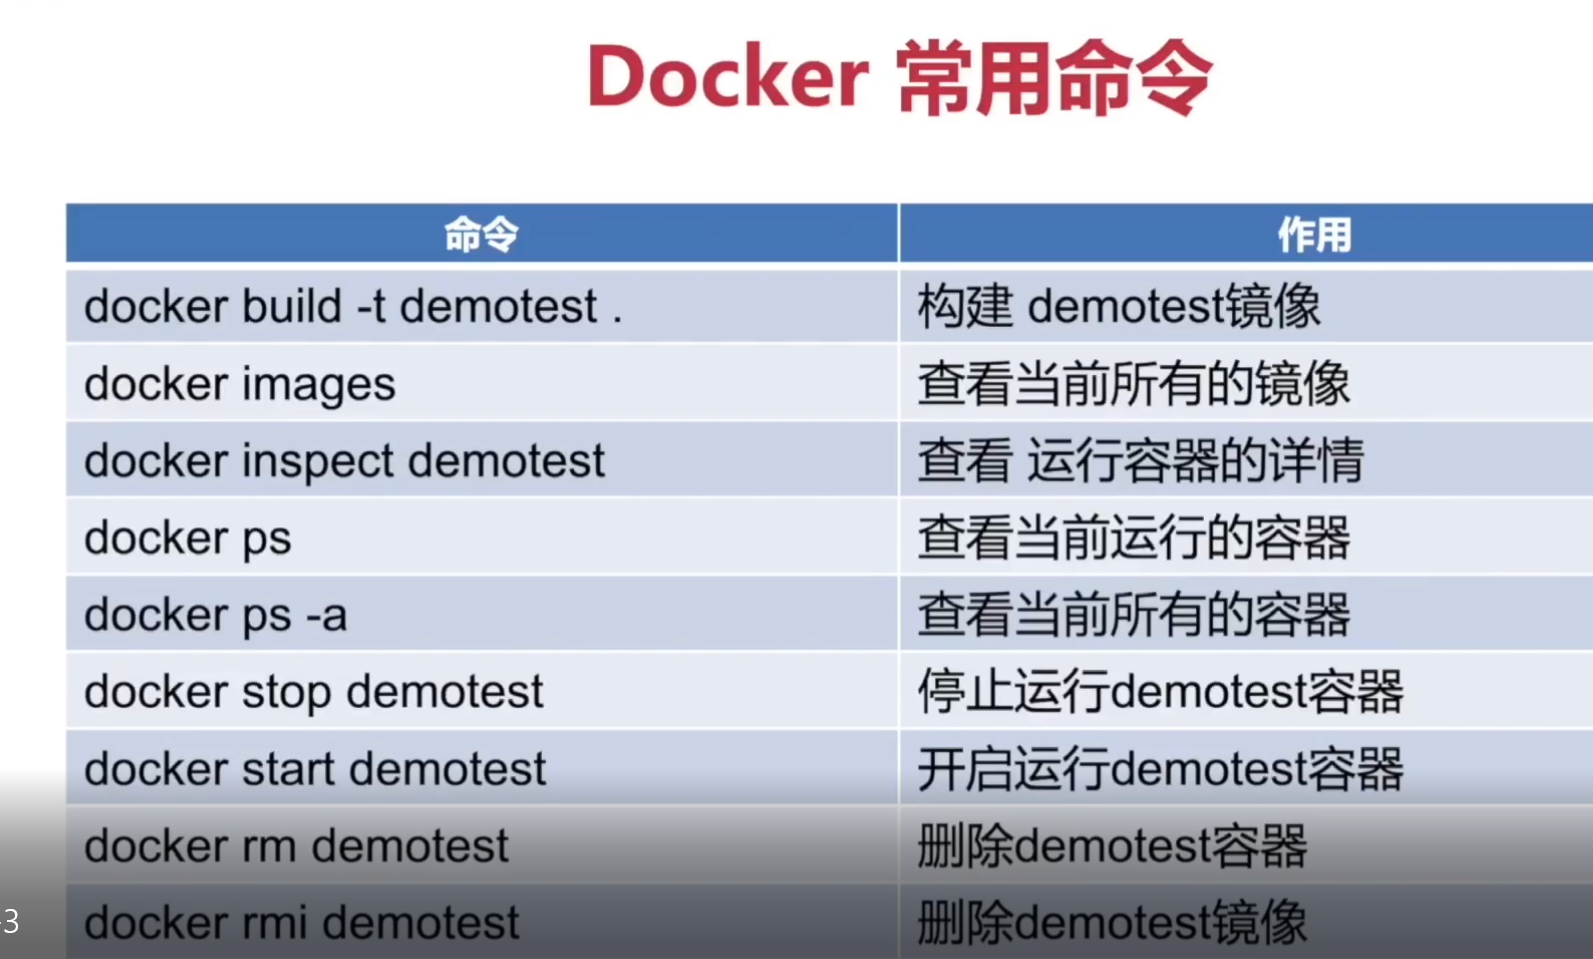 Docker 常用命令
命令 作用
docker build -t demotest . 构建 demotest镜像
docker images 查看当前所有的镜像
docker inspect demotest 查看 运行容器的详情
docker ps 查看当前运行的容器
docker ps -a 查看当前所有的容器
docker stop demotest 停止运行demotest容器
docker start demotest 开启运行demotest容器
docker rm demotest 删除demotest容器
docker rmi demotest 删除demotest镜像
-3